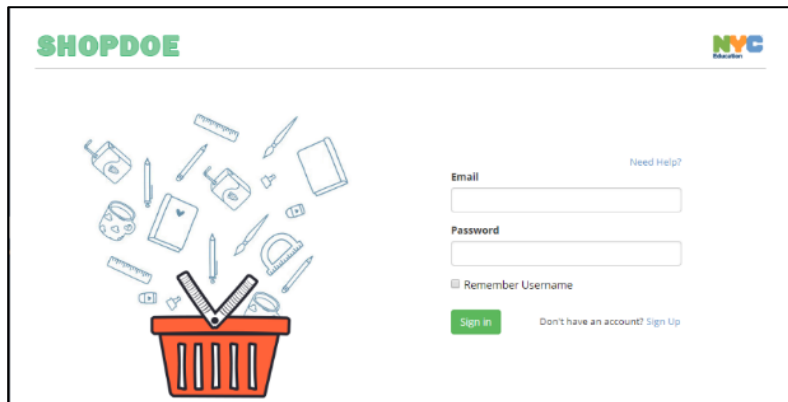 SHOPDOE
NYC
Education
Need Help?
Email
Password
Remember Username
Sign in
Don't have an account? Sign Up